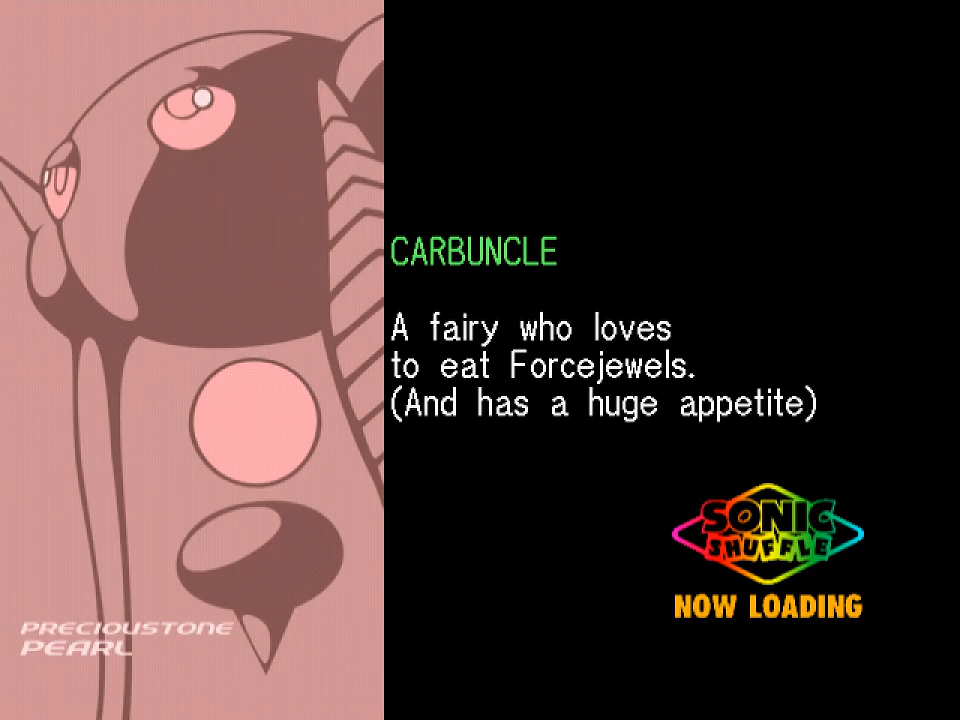 CARBUNCLE
A fairy who loves
to eat Forcejewels.
(And has a huge appetite)
SONIC
SHUFFLE
NOW LOADING
PRECIOUSTONE
PEARL